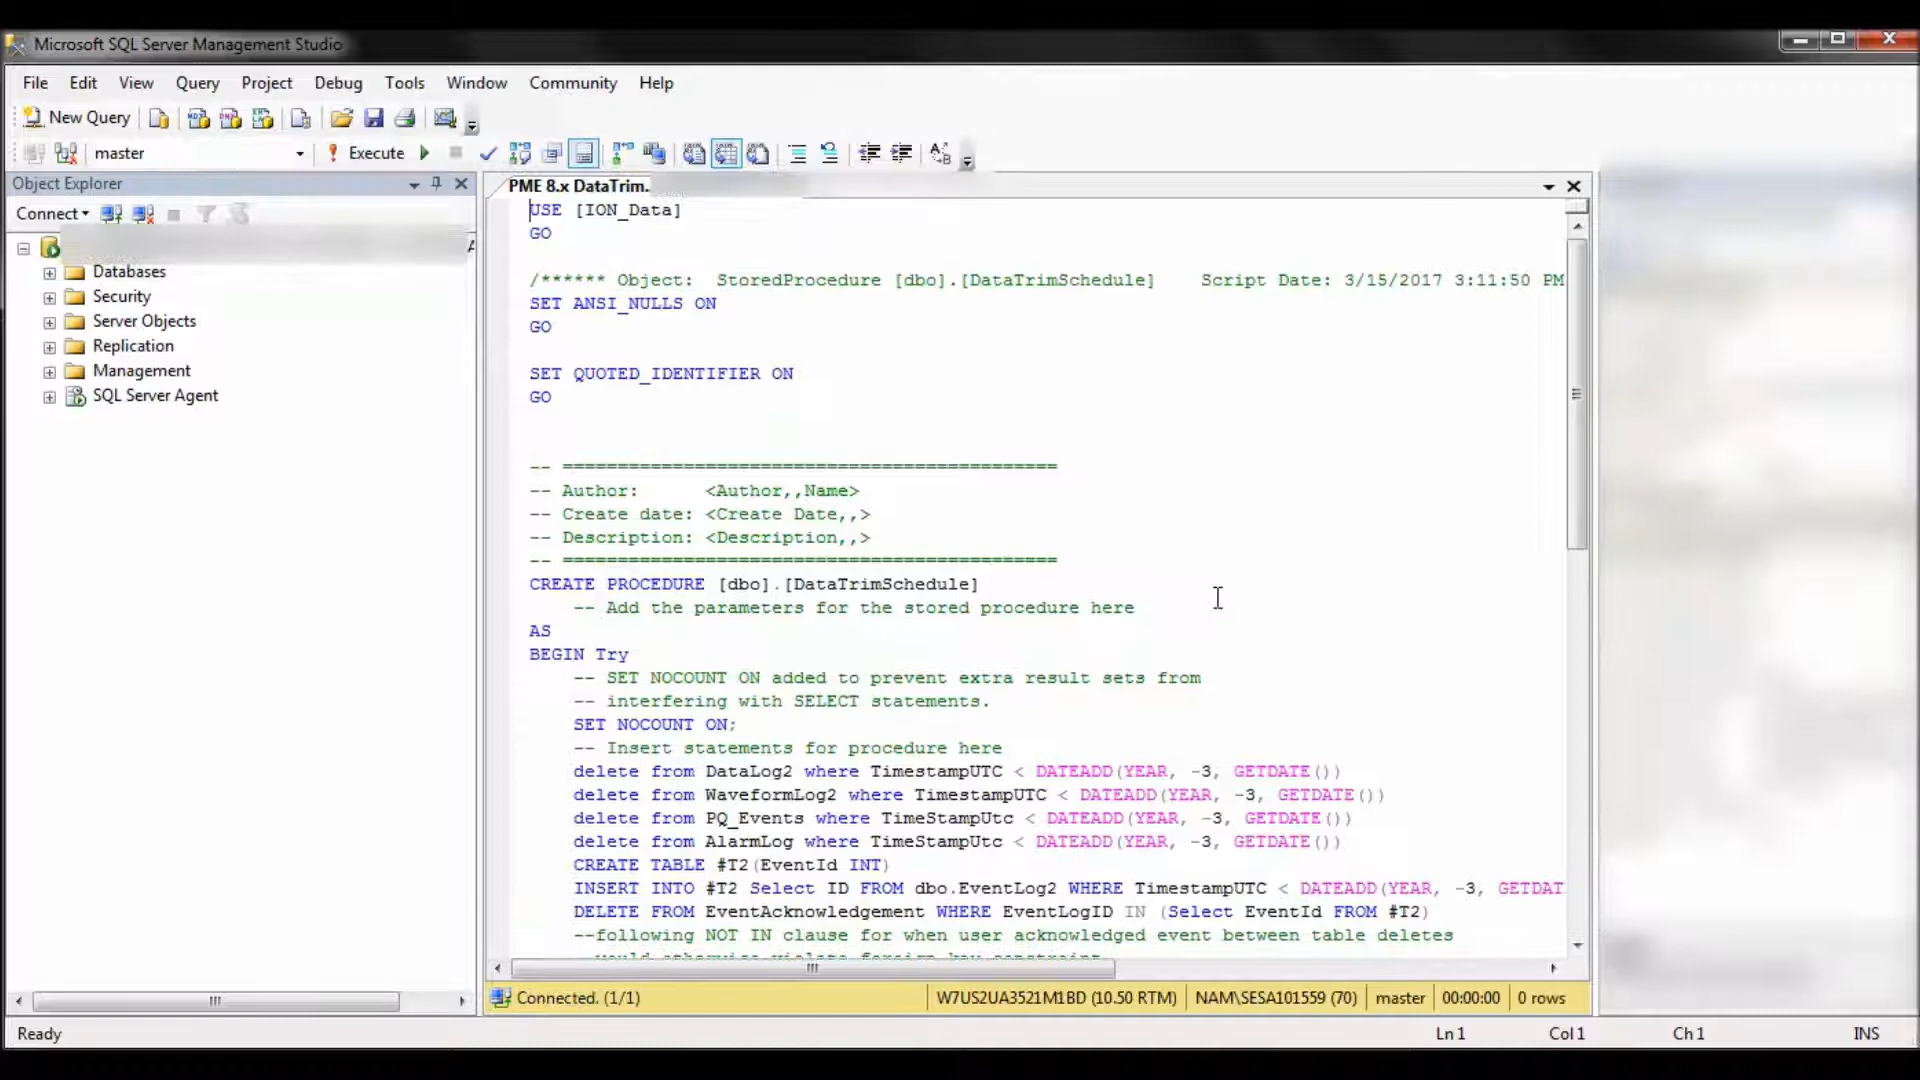 Microsoft SQL Server Management Studio
File Edit View Query Project Debug Tools Window Community Help
New Query
master Execute
Object Explorer
Connect
Databases
Security
Server Objects
Replication
Management
SQL Server Agent
PME 8.x DataTrim.
USE [ION_Data]
GO
/****** Object: StoredProcedure [dbo].[DataTrimSchedule] Script Date: 3/15/2017 3:11:50 PM
SET ANSI_NULLS ON
GO
SET QUOTED_IDENTIFIER ON
GO
-- =============================================
-- Author: <Author,,Name>
-- Create date: <Create Date,,>
-- Description: <Description,,>
-- =============================================
CREATE PROCEDURE [dbo].[DataTrimSchedule]
-- Add the parameters for the stored procedure here
AS
BEGIN Try
-- SET NOCOUNT ON added to prevent extra result sets from
-- interfering with SELECT statements.
SET NOCOUNT ON;
-- Insert statements for procedure here
delete from DataLog2 where TimestampUTC < DATEADD(YEAR, -3, GETDATE())
delete from WaveformLog2 where TimestampUTC < DATEADD(YEAR, -3, GETDATE())
delete from PQ_Events where TimeStampUtc < DATEADD(YEAR, -3, GETDATE())
delete from AlarmLog where TimeStampUtc < DATEADD(YEAR, -3, GETDATE())
CREATE TABLE #T2(EventId INT)
INSERT INTO #T2 Select ID FROM dbo.EventLog2 WHERE TimestampUTC < DATEADD(YEAR, -3, GETDAT
DELETE FROM EventAcknowledgement WHERE EventLogID IN (Select EventId FROM #T2)
--following NOT IN clause for when user acknowledged event between table deletes
would otherwise violate foreign key constraint
Connected. (1/1) W7US2UA3521M1BD (10.50 RTM) NAM\SESA101559 (70) master 00:00:00 0 rows
Ready Ln 1 Col 1 Ch 1 INS